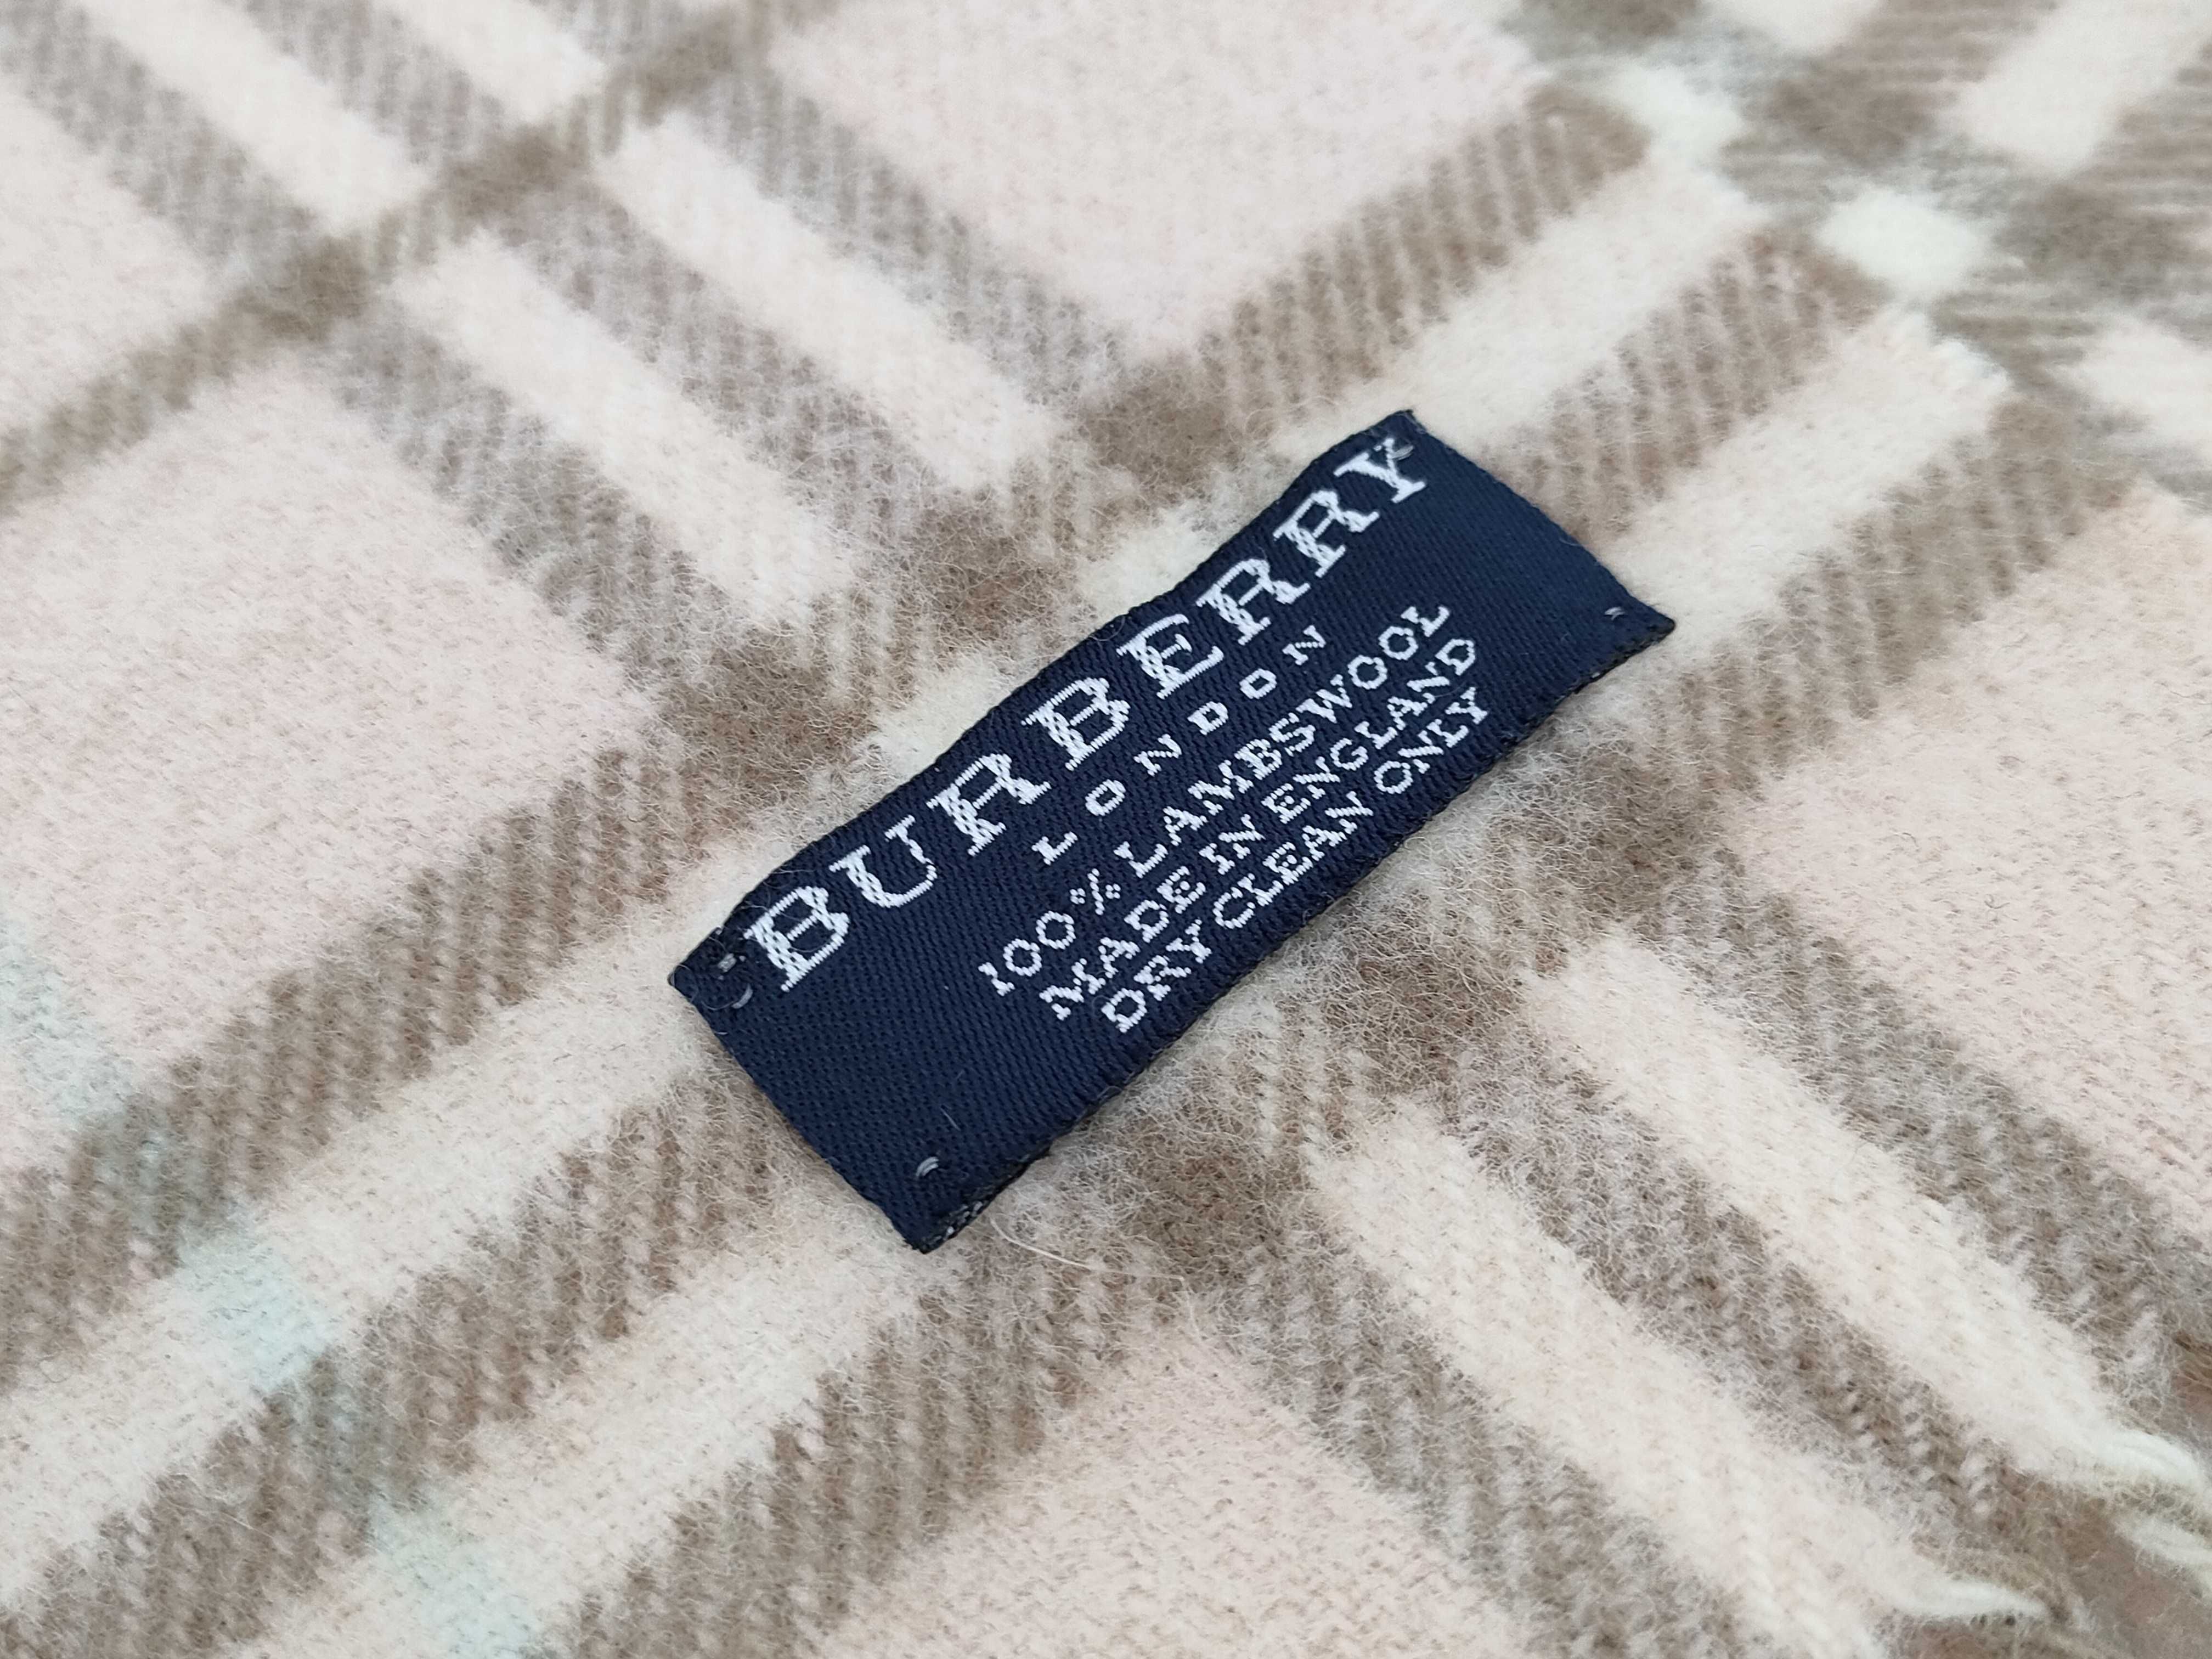 BURBERRY
LONDON
100% LAMBSWOOL
MADE IN ENGLAND
DRY CLEAN ONLY